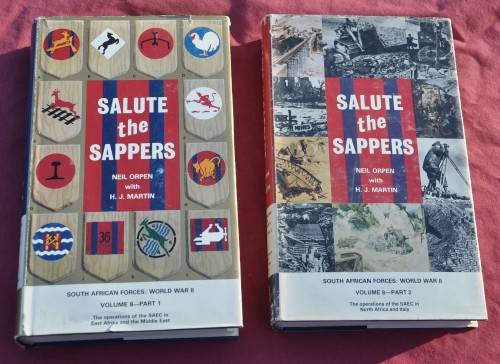 SALUTE
the
SAPPERS
NEIL ORPEN
with
H. J. MARTIN
36
SOUTH AFRICAN FORCES: WORLD WAR II
VOLUME 8—PART 1
The operations of the SAEC in
East Africa and the Middle East
SALUTE
the
SAPPERS
NEIL ORPEN
with
H. J. MARTIN
SOUTH AFRICAN FORCES: WORLD WAR II
VOLUME 8—PART 2
The operations of the SAEC in
North Africa and Italy